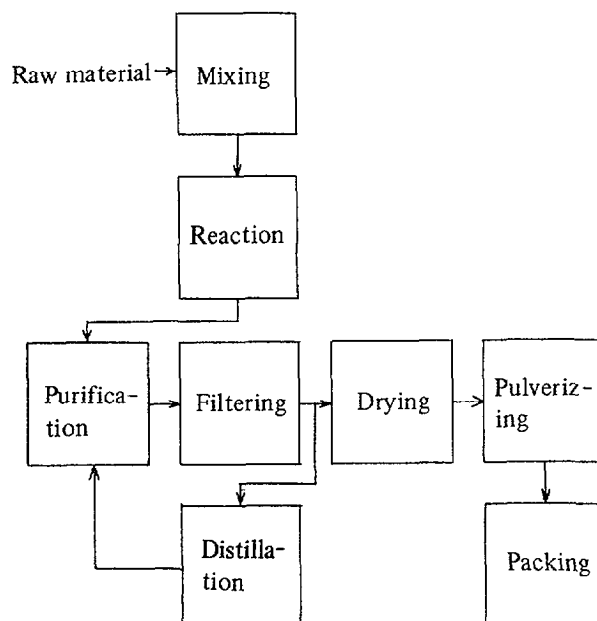 Raw material
Mixing
Reaction
Purifica-
tion
Filtering
Drying
Pulveriz-
ing
Distilla-
tion
Packing